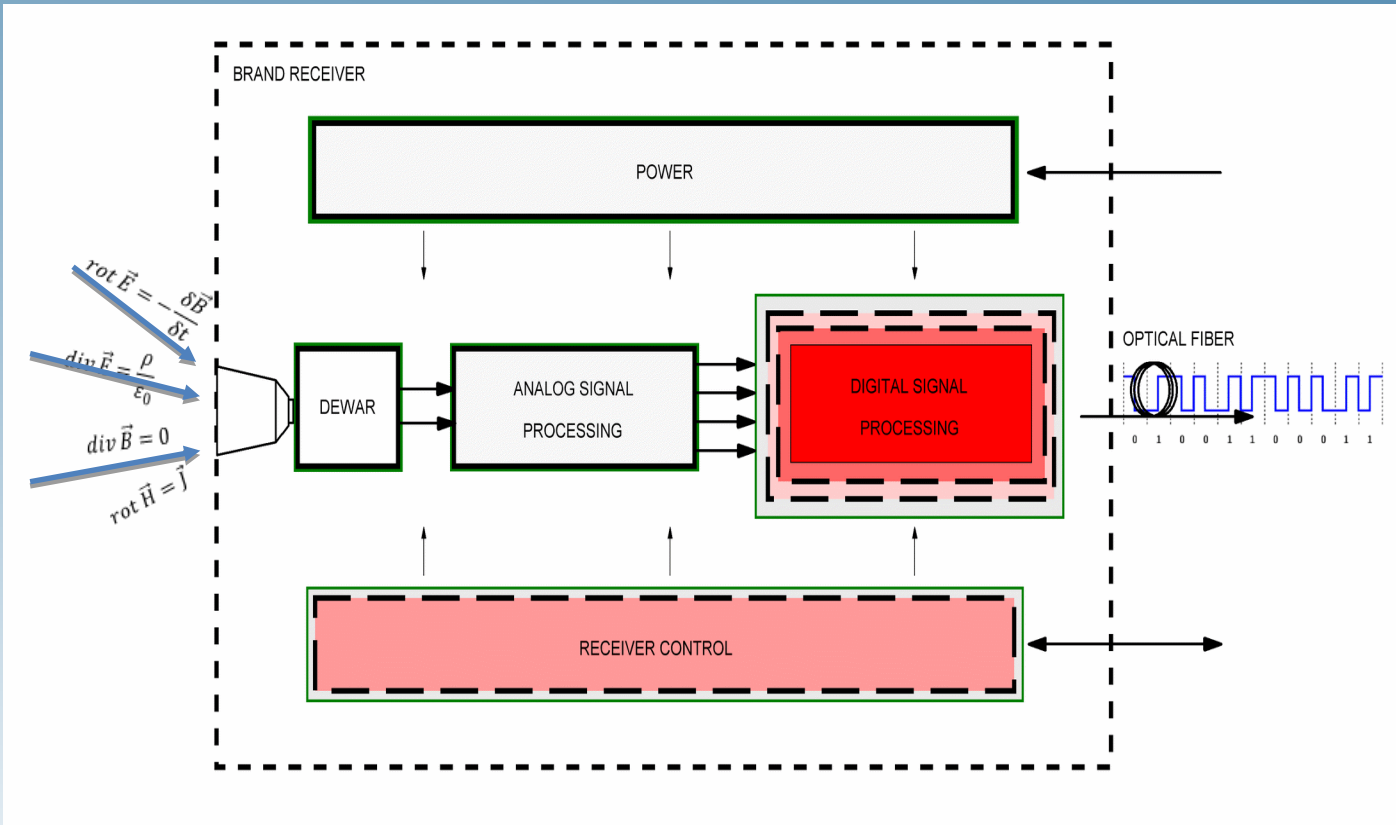 BRAND RECEIVER
POWER
rot E⃗ = − δB⃗/δt
div E⃗ = ρ/ε₀
div B⃗ = 0
rot H⃗ = J⃗
DEWAR
ANALOG SIGNAL
PROCESSING
DIGITAL SIGNAL
PROCESSING
OPTICAL FIBER
0 1 0 0 1 1 0 0 0 1 1
RECEIVER CONTROL